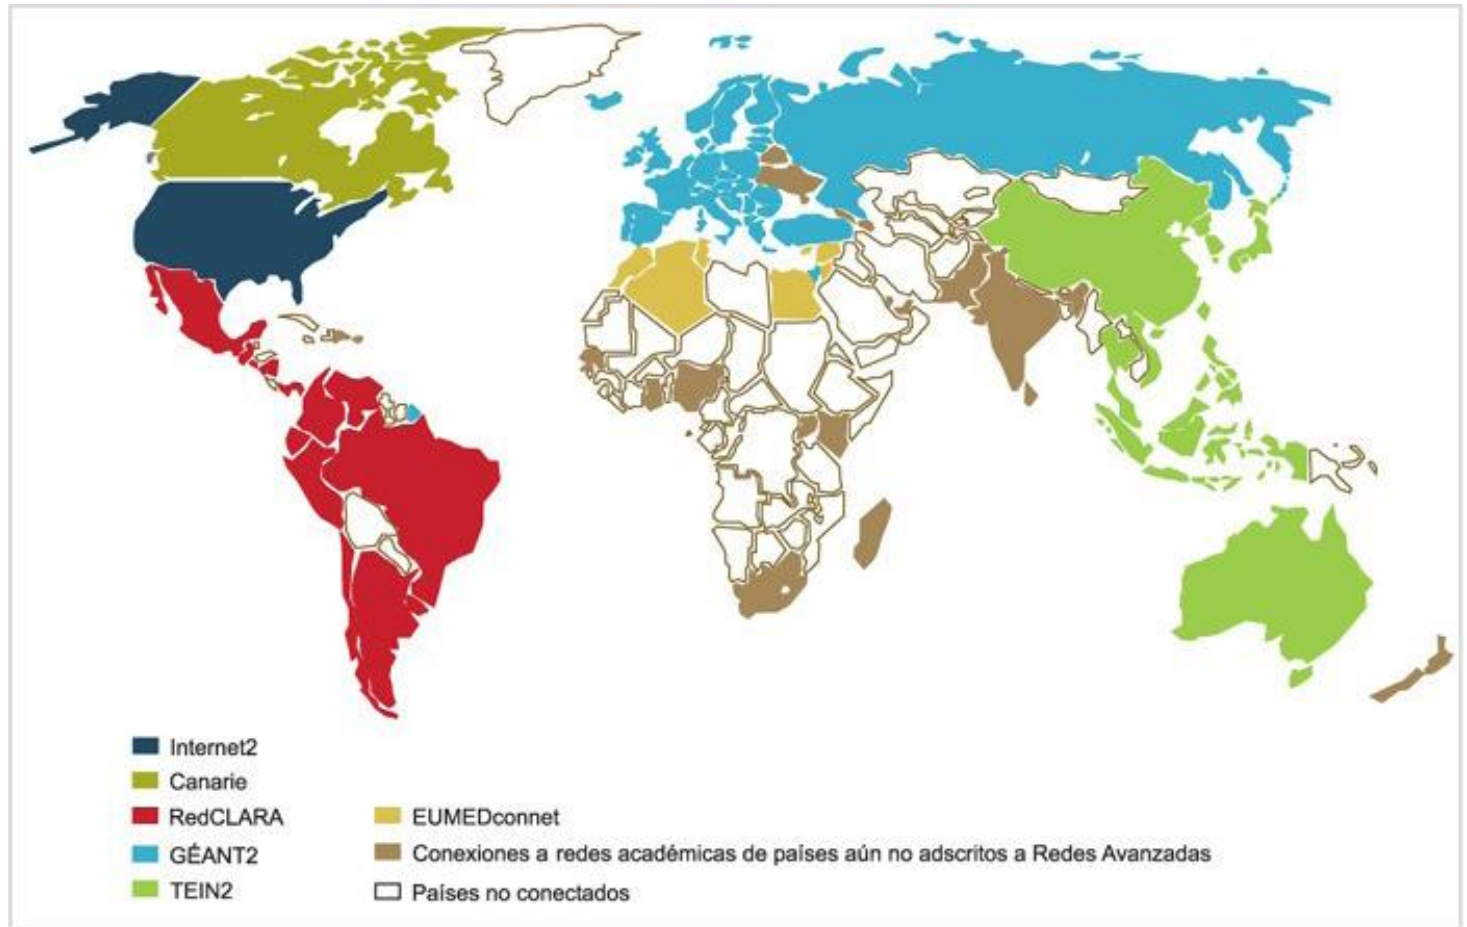 Internet2
Canarie
RedCLARA
GÉANT2
TEIN2
EUMEDconnet
Conexiones a redes académicas de países aún no adscritos a Redes Avanzadas
Países no conectados